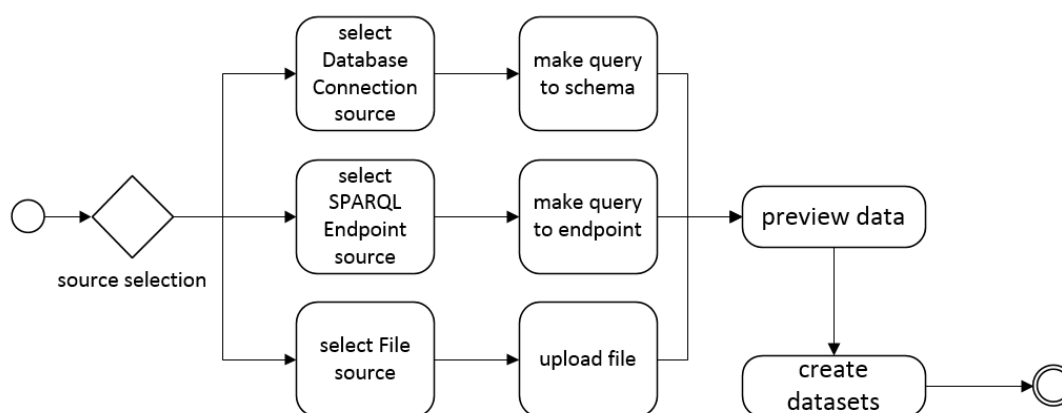 select
Database
Connection
source
make query
to schema
select
SPARQL
Endpoint
source
make query
to endpoint
preview data
source selection
select File
source
upload file
create
datasets